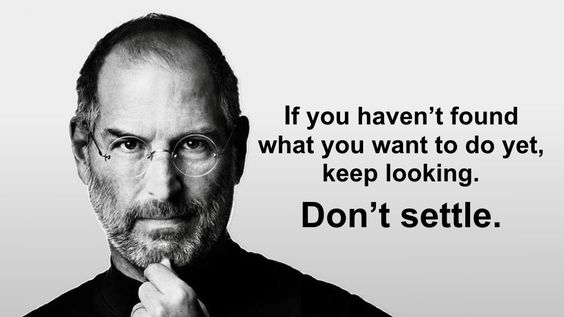 If you haven’t found
what you want to do yet,
keep looking.
Don’t settle.